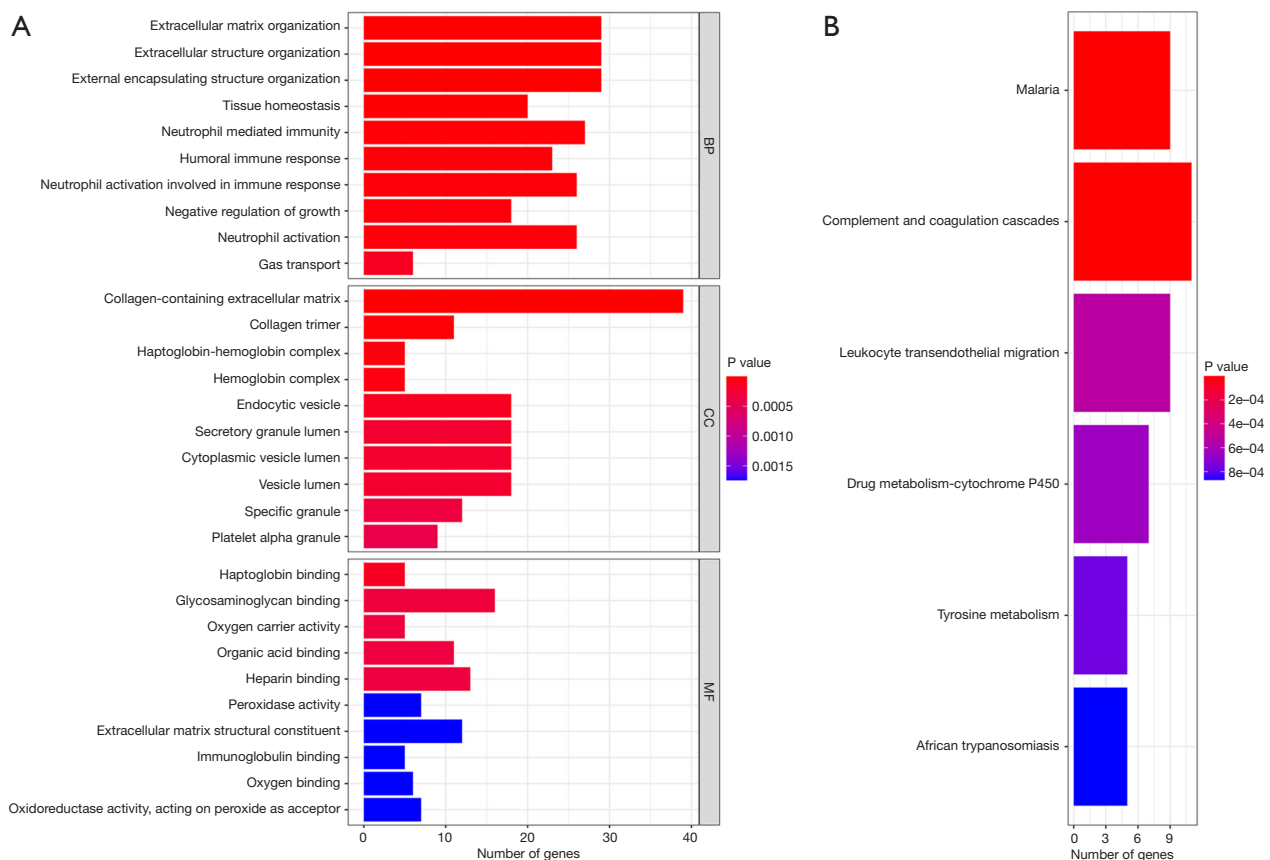 A
Extracellular matrix organization
Extracellular structure organization
External encapsulating structure organization
Tissue homeostasis
Neutrophil mediated immunity
Humoral immune response
Neutrophil activation involved in immune response
Negative regulation of growth
Neutrophil activation
Gas transport
BP
Collagen-containing extracellular matrix
Collagen trimer
Haptoglobin-hemoglobin complex
Hemoglobin complex
Endocytic vesicle
Secretory granule lumen
Cytoplasmic vesicle lumen
Vesicle lumen
Specific granule
Platelet alpha granule
CC
Haptoglobin binding
Glycosaminoglycan binding
Oxygen carrier activity
Organic acid binding
Heparin binding
Peroxidase activity
Extracellular matrix structural constituent
Immunoglobulin binding
Oxygen binding
Oxidoreductase activity, acting on peroxide as acceptor
MF
0 10 20 30 40
Number of genes
P value
0.0005
0.0010
0.0015
B
Malaria
Complement and coagulation cascades
Leukocyte transendothelial migration
Drug metabolism-cytochrome P450
Tyrosine metabolism
African trypanosomiasis
0 3 6 9
Number of genes
P value
2e–04
4e–04
6e–04
8e–04